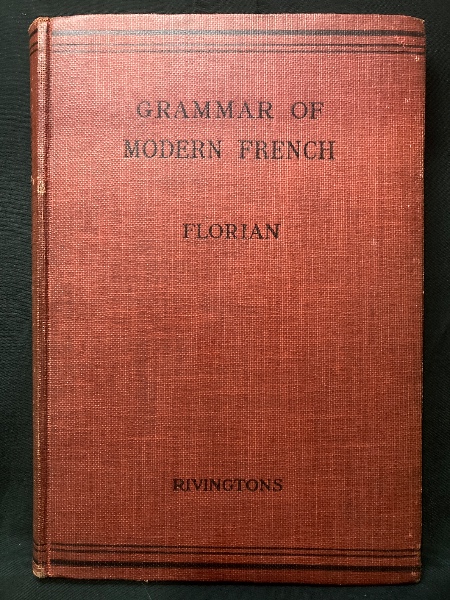 GRAMMAR OF
MODERN FRENCH
FLORIAN
RIVINGTONS